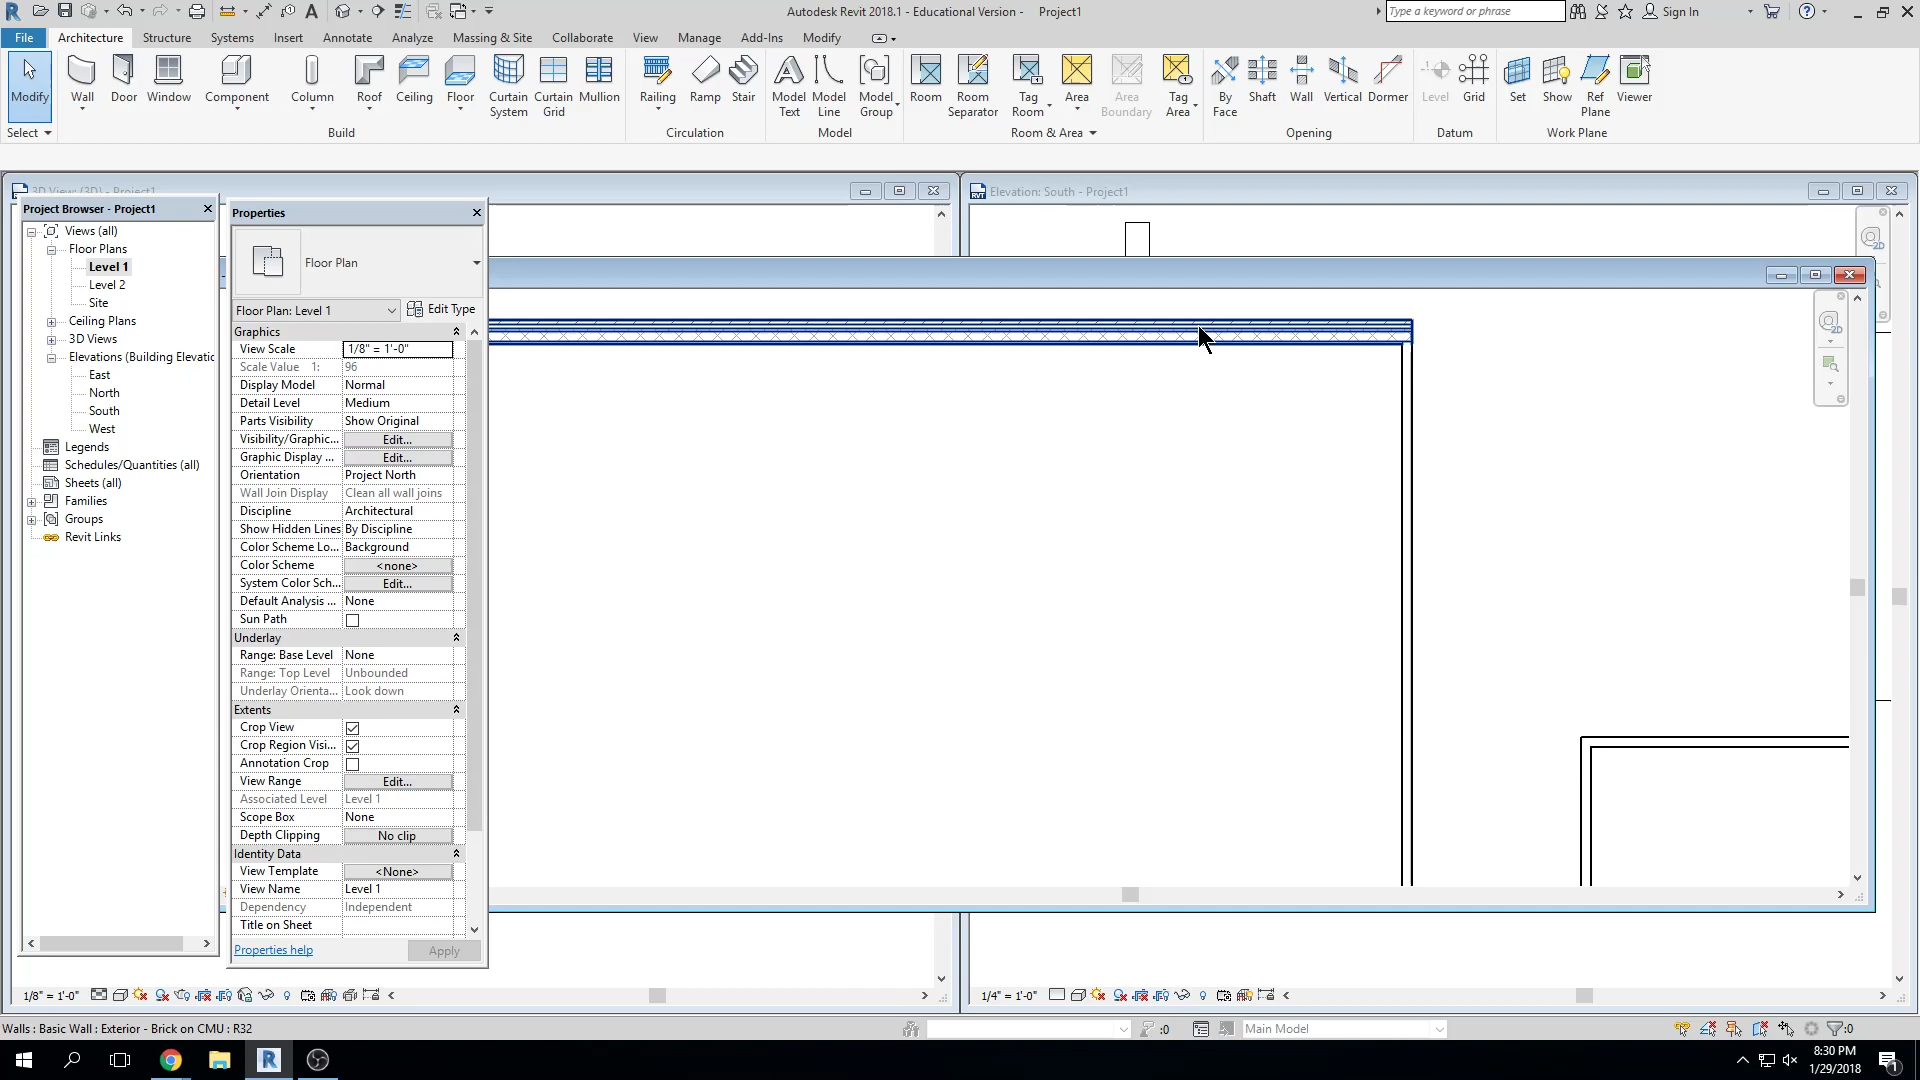 Autodesk Revit 2018.1 - Educational Version - Project1
Type a keyword or phrase
Sign In
File Architecture Structure Systems Insert Annotate Analyze Massing & Site Collaborate View Manage Add-Ins Modify
Modify Wall Door Window Component Column Roof Ceiling Floor Curtain System Curtain Grid Mullion Railing Ramp Stair Model Text Model Line Model Group Room Room Separator Tag Room Area Area Boundary Tag Area By Face Shaft Wall Vertical Dormer Level Grid Set Show Ref Plane Viewer
Select Build Circulation Model Room & Area Opening Datum Work Plane
3D View: {3D} - Project1
Elevation: South - Project1
Project Browser - Project1
Views (all)
Floor Plans
Level 1
Level 2
Site
Ceiling Plans
3D Views
Elevations (Building Elevatio
East
North
South
West
Legends
Schedules/Quantities (all)
Sheets (all)
Families
Groups
Revit Links
Properties
Floor Plan
Floor Plan: Level 1 Edit Type
Graphics
View Scale 1/8" = 1'-0"
Scale Value 1: 96
Display Model Normal
Detail Level Medium
Parts Visibility Show Original
Visibility/Graphic... Edit...
Graphic Display ... Edit...
Orientation Project North
Wall Join Display Clean all wall joins
Discipline Architectural
Show Hidden Lines By Discipline
Color Scheme Lo... Background
Color Scheme <none>
System Color Sch... Edit...
Default Analysis ... None
Sun Path
Underlay
Range: Base Level None
Range: Top Level Unbounded
Underlay Orienta... Look down
Extents
Crop View
Crop Region Visi...
Annotation Crop
View Range Edit...
Associated Level Level 1
Scope Box None
Depth Clipping No clip
Identity Data
View Template <None>
View Name Level 1
Dependency Independent
Title on Sheet
Properties help Apply
2D
2D
1/8" = 1'-0"
1/4" = 1'-0"
Walls : Basic Wall : Exterior - Brick on CMU : R32
:0
Main Model
:0
8:30 PM
1/29/2018
1